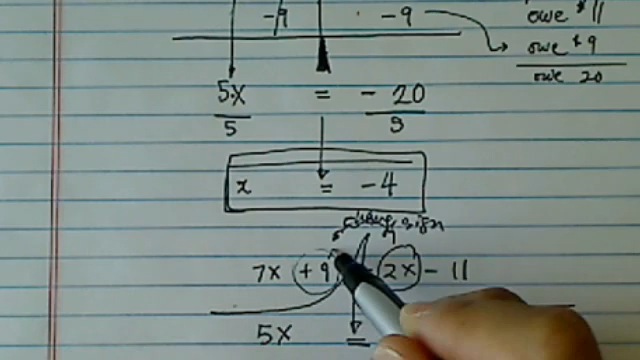 owe $11
-9 -9
owe $9
owe 20
5x = -20
5 5
x = -4
change sign
7x +9 2x - 11
5x =